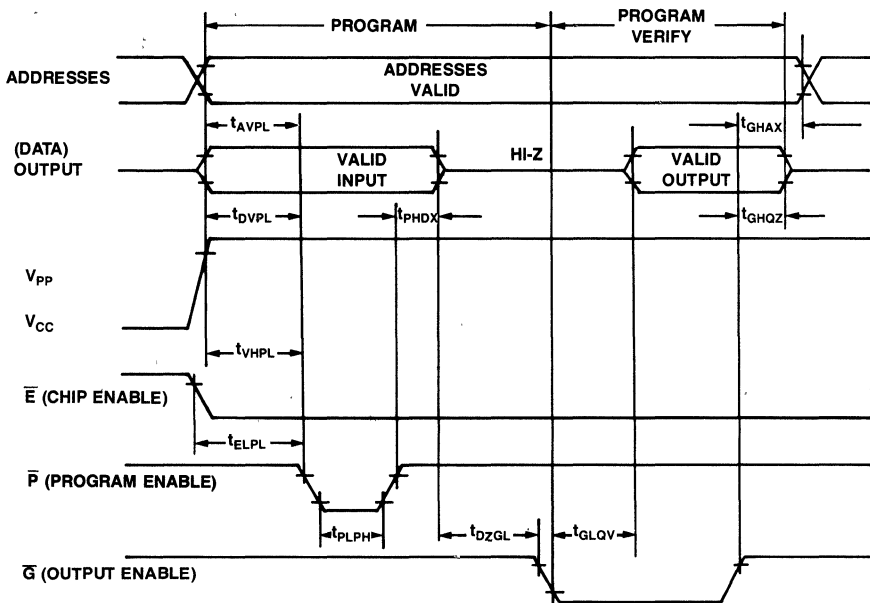 PROGRAM
PROGRAM
VERIFY
ADDRESSES
ADDRESSES
VALID
tAVPL
tGHAX
(DATA)
OUTPUT
VALID
INPUT
HI-Z
VALID
OUTPUT
tDVPL
tPHDX
tGHQZ
VPP
VCC
tVHPL
E̅ (CHIP ENABLE)
tELPL
P̅ (PROGRAM ENABLE)
tPLPH
tDZGL
tGLQV
G̅ (OUTPUT ENABLE)